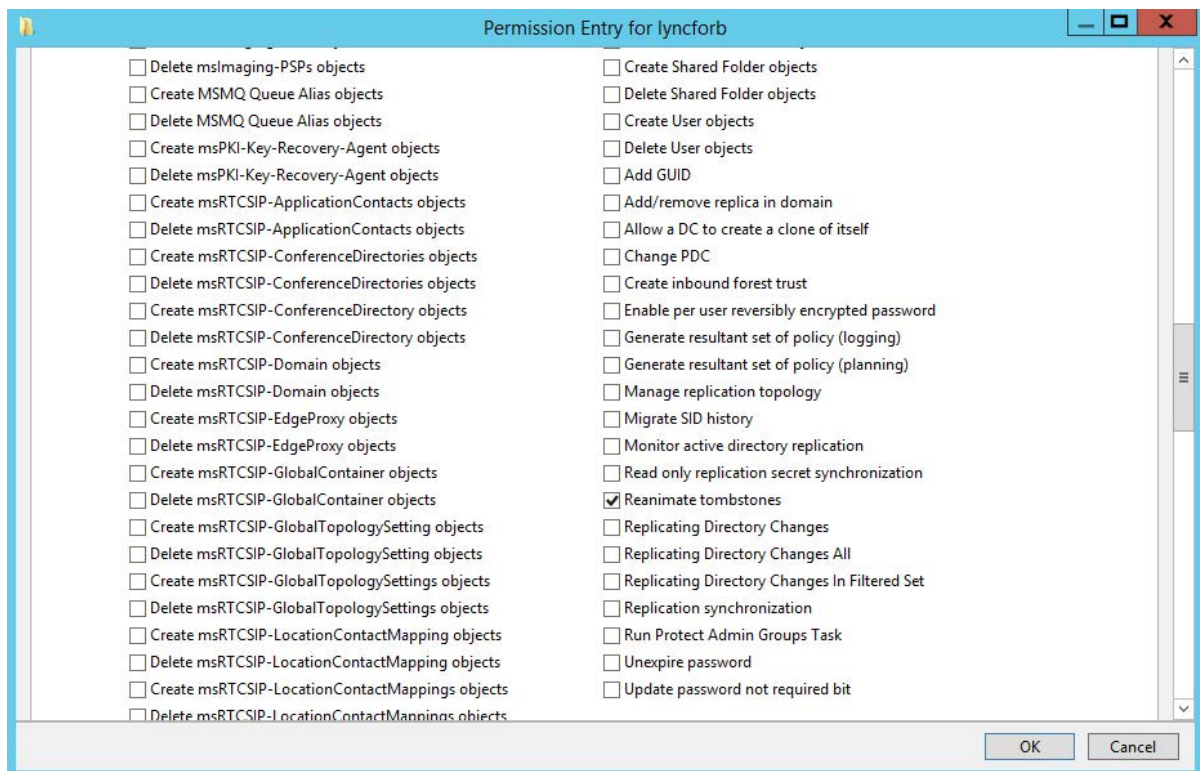 Permission Entry for lyncforb
Delete msImaging-PSPs objects
Create MSMQ Queue Alias objects
Delete MSMQ Queue Alias objects
Create msPKI-Key-Recovery-Agent objects
Delete msPKI-Key-Recovery-Agent objects
Create msRTCSIP-ApplicationContacts objects
Delete msRTCSIP-ApplicationContacts objects
Create msRTCSIP-ConferenceDirectories objects
Delete msRTCSIP-ConferenceDirectories objects
Create msRTCSIP-ConferenceDirectory objects
Delete msRTCSIP-ConferenceDirectory objects
Create msRTCSIP-Domain objects
Delete msRTCSIP-Domain objects
Create msRTCSIP-EdgeProxy objects
Delete msRTCSIP-EdgeProxy objects
Create msRTCSIP-GlobalContainer objects
Delete msRTCSIP-GlobalContainer objects
Create msRTCSIP-GlobalTopologySetting objects
Delete msRTCSIP-GlobalTopologySetting objects
Create msRTCSIP-GlobalTopologySettings objects
Delete msRTCSIP-GlobalTopologySettings objects
Create msRTCSIP-LocationContactMapping objects
Delete msRTCSIP-LocationContactMapping objects
Create msRTCSIP-LocationContactMappings objects
Delete msRTCSIP-LocationContactMappings objects
Create Shared Folder objects
Delete Shared Folder objects
Create User objects
Delete User objects
Add GUID
Add/remove replica in domain
Allow a DC to create a clone of itself
Change PDC
Create inbound forest trust
Enable per user reversibly encrypted password
Generate resultant set of policy (logging)
Generate resultant set of policy (planning)
Manage replication topology
Migrate SID history
Monitor active directory replication
Read only replication secret synchronization
Reanimate tombstones
Replicating Directory Changes
Replicating Directory Changes All
Replicating Directory Changes In Filtered Set
Replication synchronization
Run Protect Admin Groups Task
Unexpire password
Update password not required bit
OK
Cancel